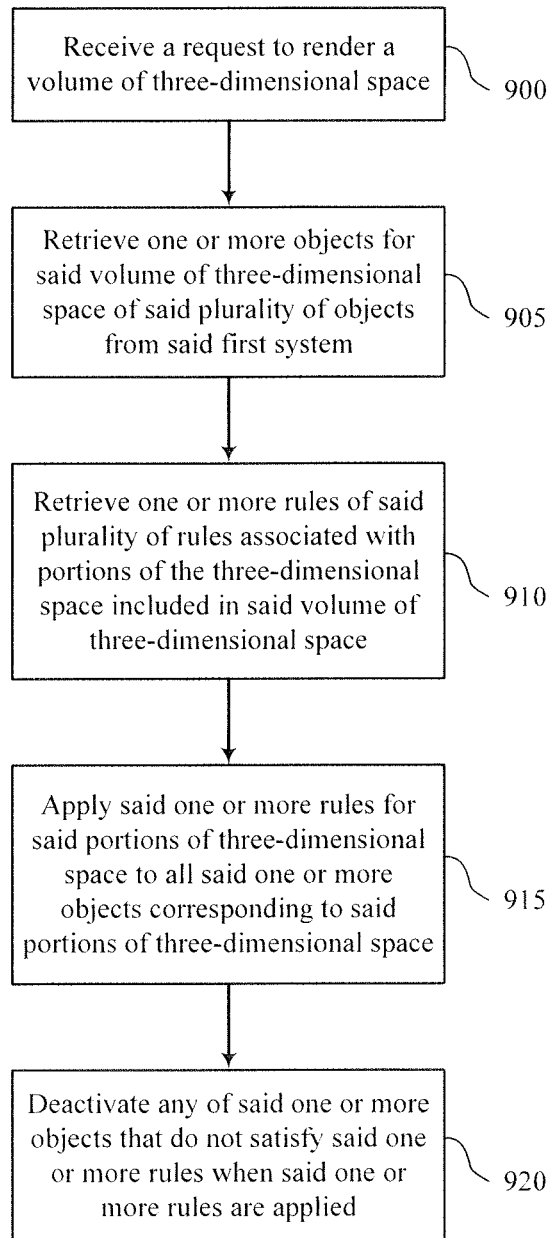 Receive a request to render a
volume of three-dimensional space
900
Retrieve one or more objects for
said volume of three-dimensional
space of said plurality of objects
from said first system
905
Retrieve one or more rules of said
plurality of rules associated with
portions of the three-dimensional
space included in said volume of
three-dimensional space
910
Apply said one or more rules for
said portions of three-dimensional
space to all said one or more
objects corresponding to said
portions of three-dimensional space
915
Deactivate any of said one or more
objects that do not satisfy said one
or more rules when said one or
more rules are applied
920